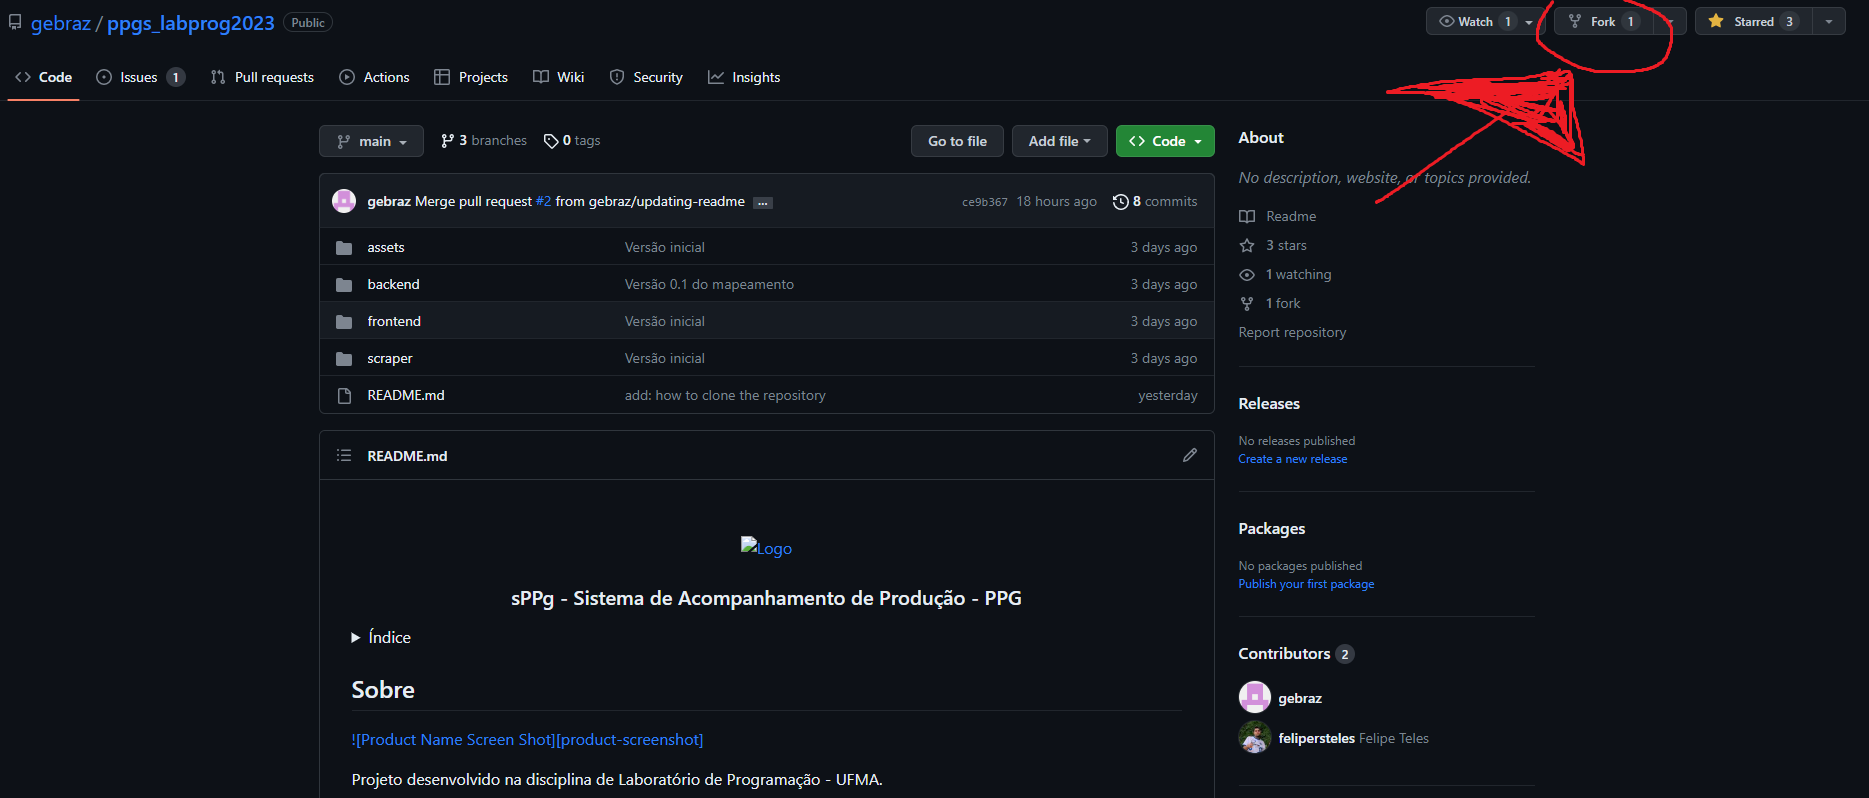 gebraz / ppgs_labprog2023 Public
Watch 1 Fork 1 Starred 3
Code Issues 1 Pull requests Actions Projects Wiki Security Insights
main 3 branches 0 tags Go to file Add file Code
gebraz Merge pull request #2 from gebraz/updating-readme ... ce9b367 18 hours ago 8 commits
assets Versão inicial 3 days ago
backend Versão 0.1 do mapeamento 3 days ago
frontend Versão inicial 3 days ago
scraper Versão inicial 3 days ago
README.md add: how to clone the repository yesterday
README.md
Logo
sPPg - Sistema de Acompanhamento de Produção - PPG
Índice
Sobre
![Product Name Screen Shot][product-screenshot]
Projeto desenvolvido na disciplina de Laboratório de Programação - UFMA.
About
No description, website, or topics provided.
Readme
3 stars
1 watching
1 fork
Report repository
Releases
No releases published
Create a new release
Packages
No packages published
Publish your first package
Contributors 2
gebraz
felipersteles Felipe Teles